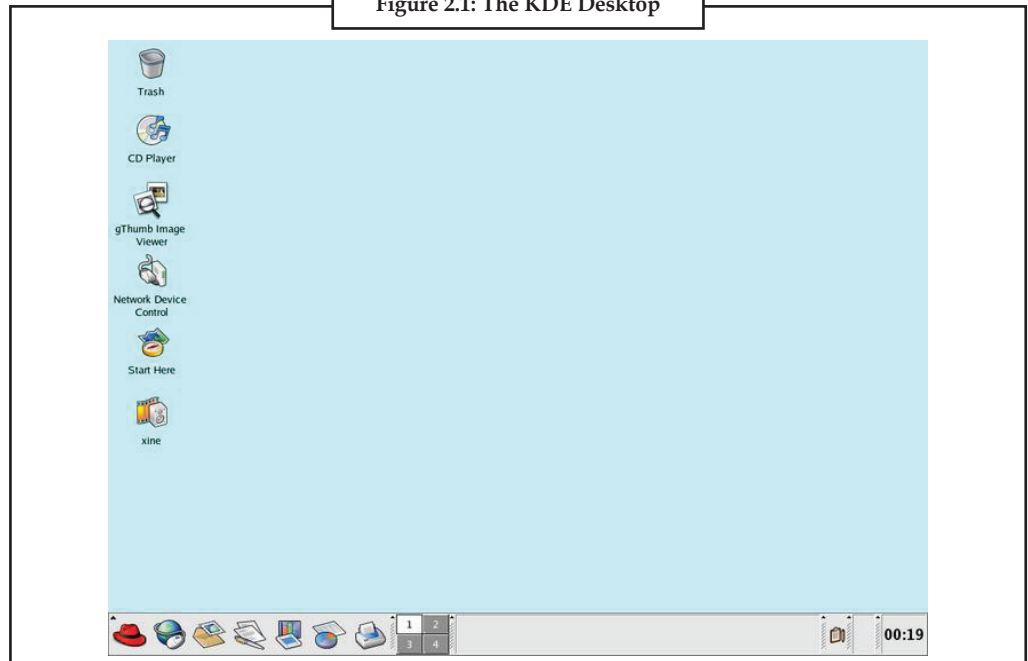 Figure 2.1: The KDE Desktop
Trash
CD Player
gThumb Image
Viewer
Network Device
Control
Start Here
xine
1 2
3 4
00:19